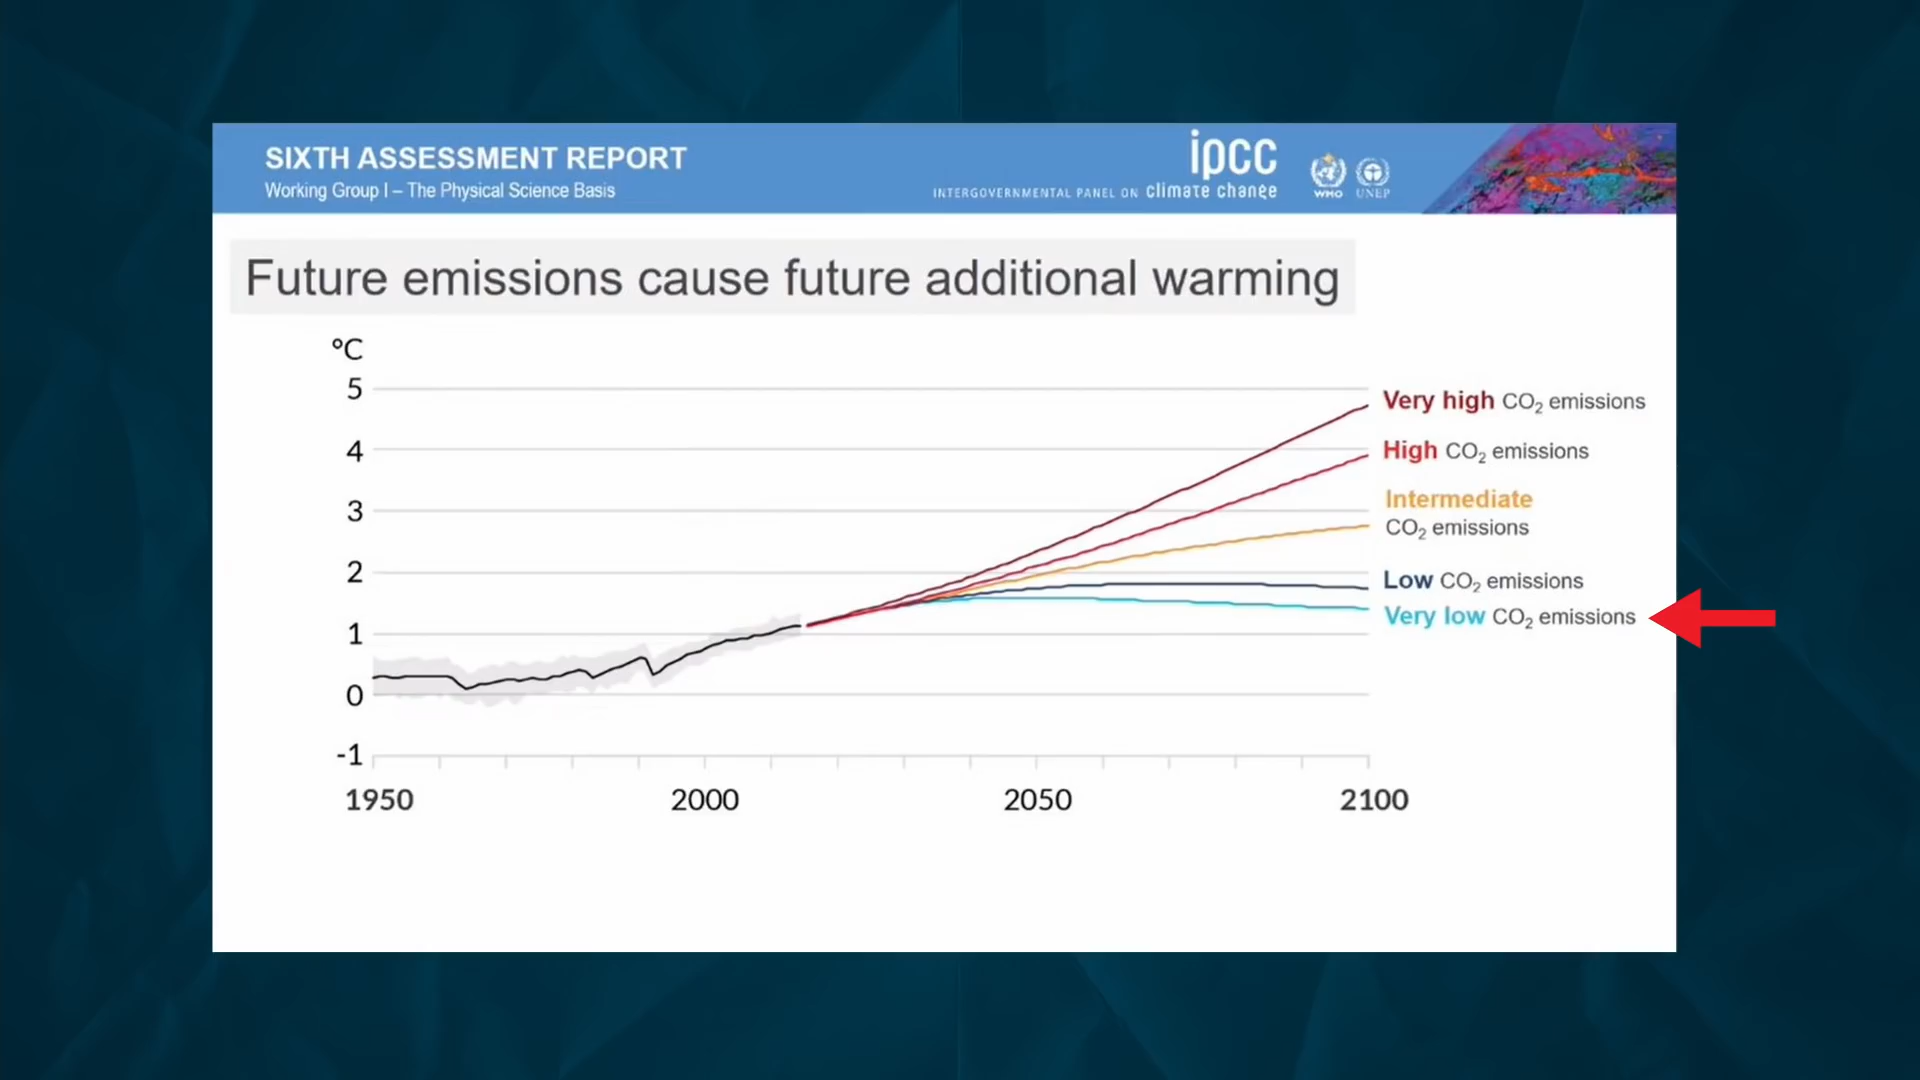 SIXTH ASSESSMENT REPORT
Working Group I – The Physical Science Basis
ipcc
INTERGOVERNMENTAL PANEL ON climate change
WMO
UNEP
Future emissions cause future additional warming
°C
5
4
3
2
1
0
-1
1950
2000
2050
2100
Very high CO₂ emissions
High CO₂ emissions
Intermediate
CO₂ emissions
Low CO₂ emissions
Very low CO₂ emissions